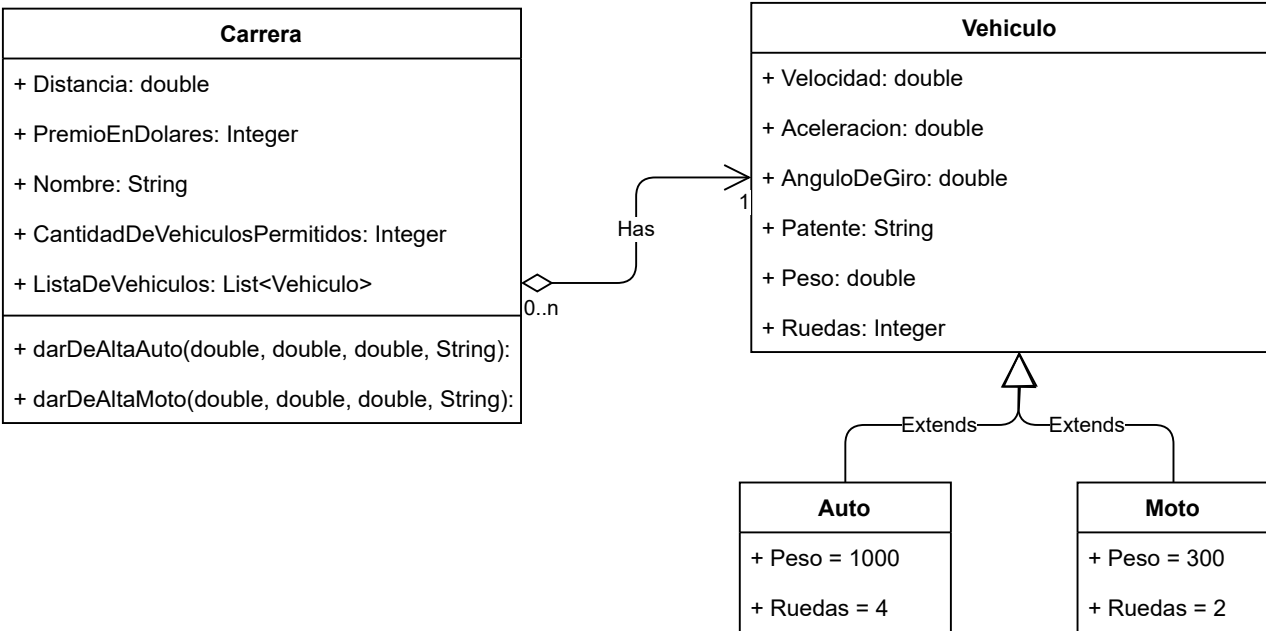 Carrera
+ Distancia: double
+ PremioEnDolares: Integer
+ Nombre: String
+ CantidadDeVehiculosPermitidos: Integer
+ ListaDeVehiculos: List<Vehiculo>
+ darDeAltaAuto(double, double, double, String):
+ darDeAltaMoto(double, double, double, String):
0..n
Has
1
Vehiculo
+ Velocidad: double
+ Aceleracion: double
+ AnguloDeGiro: double
+ Patente: String
+ Peso: double
+ Ruedas: Integer
Extends
Extends
Auto
+ Peso = 1000
+ Ruedas = 4
Moto
+ Peso = 300
+ Ruedas = 2